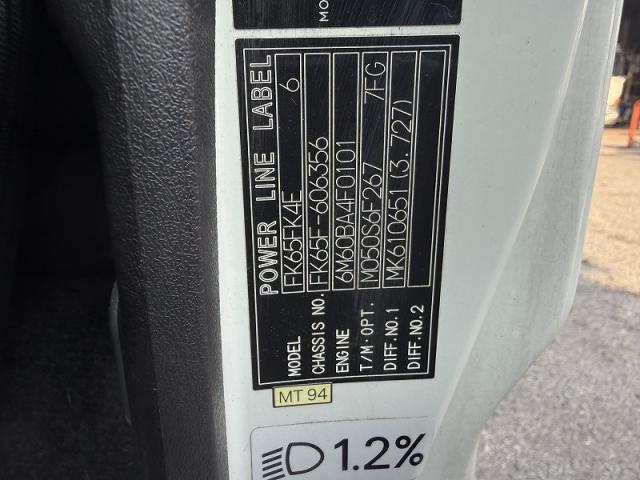 MO
POWER LINE LABEL
MODEL FK65FK4E 6
CHASSIS NO. FK65F-606356
ENGINE 6M60BA4F0101
T/M·OPT. M050S6F267 7FG
DIFF.NO.1 MK610651(3.727)
DIFF.NO.2
MT 94
1.2%